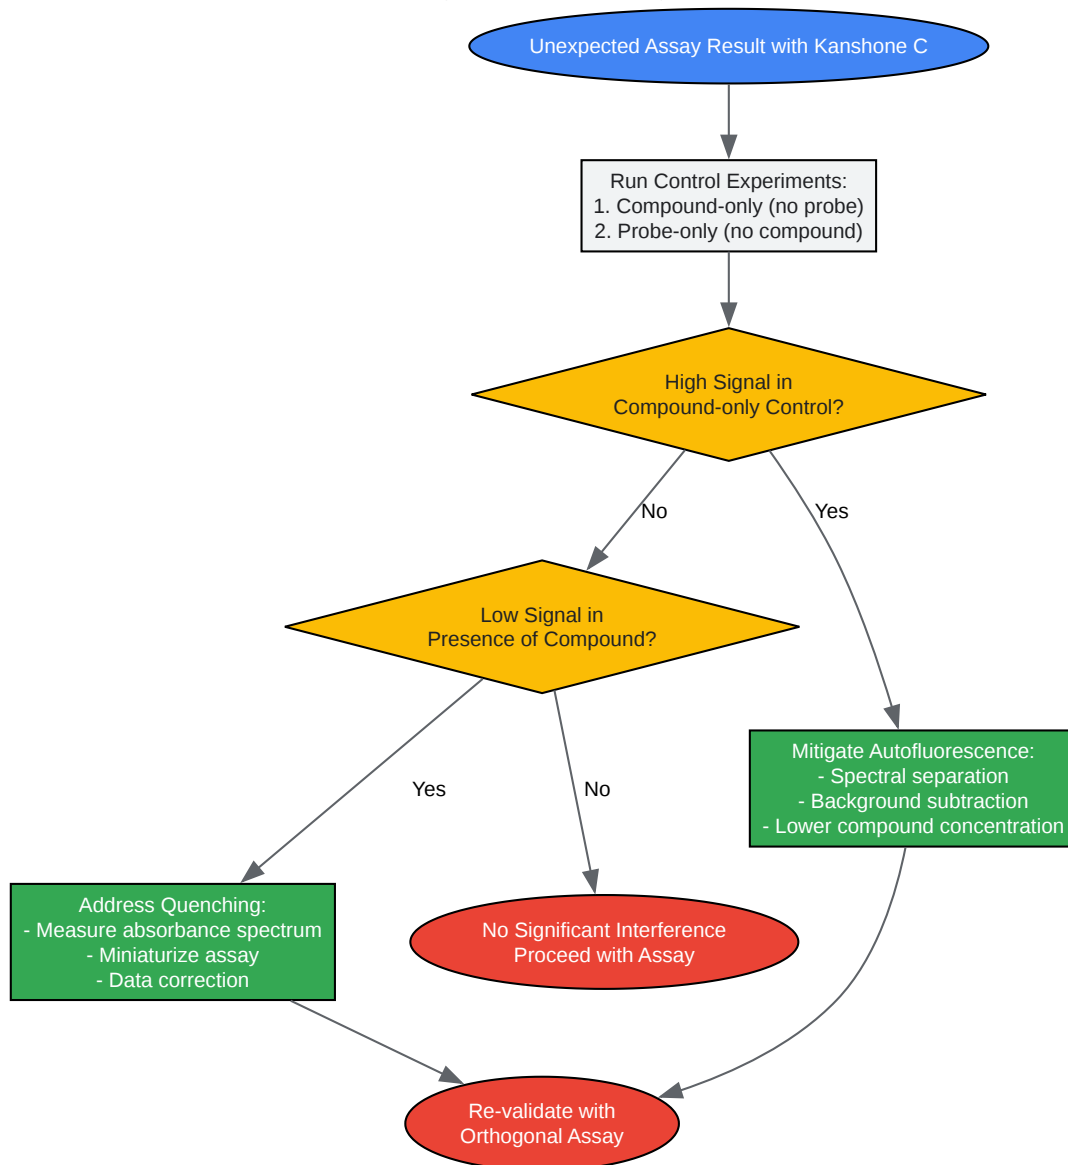 Unexpected Assay Result with Kanshone C
Run Control Experiments:
1. Compound-only (no probe)
2. Probe-only (no compound)
High Signal in
Compound-only Control?
No
Yes
Low Signal in
Presence of Compound?
Yes
No
Mitigate Autofluorescence:
- Spectral separation
- Background subtraction
- Lower compound concentration
Address Quenching:
- Measure absorbance spectrum
- Miniaturize assay
- Data correction
No Significant Interference
Proceed with Assay
Re-validate with
Orthogonal Assay